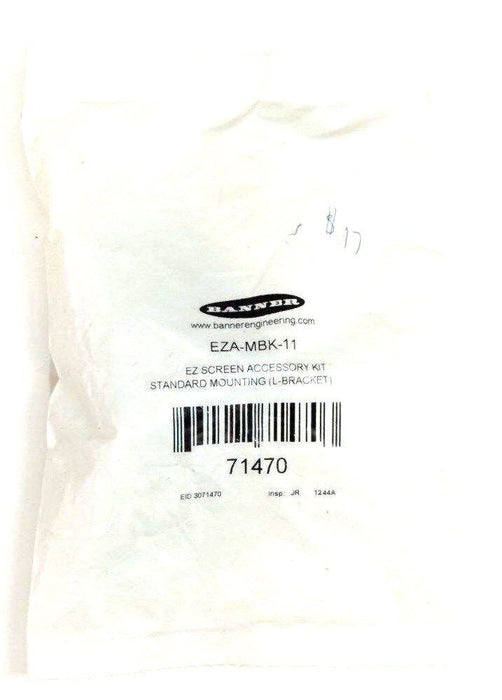 $17
BANNER
www.bannerengineering.com
EZA-MBK-11
EZ SCREEN ACCESSORY KIT
STANDARD MOUNTING (L-BRACKET)
71470
EID 3071470 Insp. JR 1244A